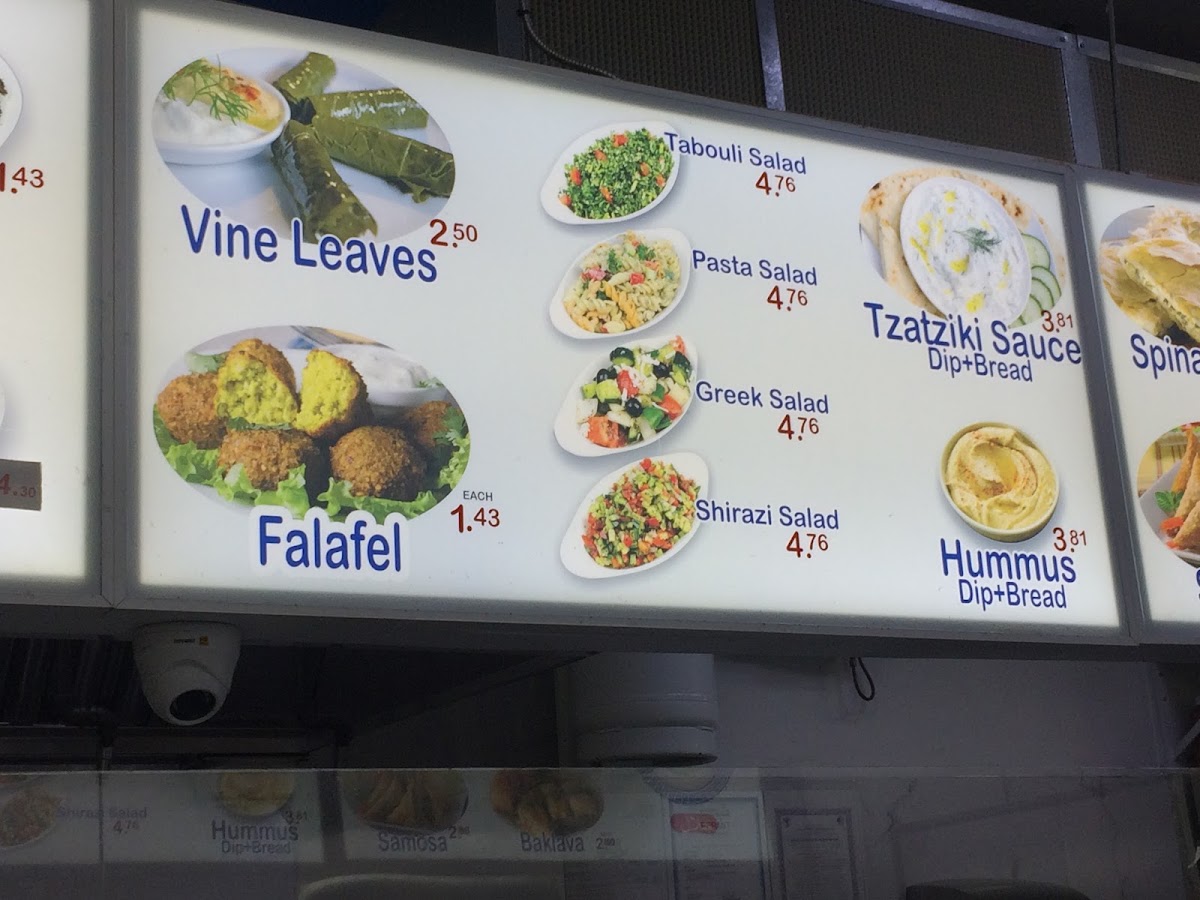 1.43
4.30
Vine Leaves 2.50
Falafel
EACH
1.43
Tabouli Salad
4.76
Pasta Salad
4.76
Greek Salad
4.76
Shirazi Salad
4.76
Tzatziki Sauce 3.81
Dip+Bread
Hummus 3.81
Dip+Bread
Spina
Shirazi Salad
4.76
Hummus 3.81
Dip+Bread
Samosa
Baklava